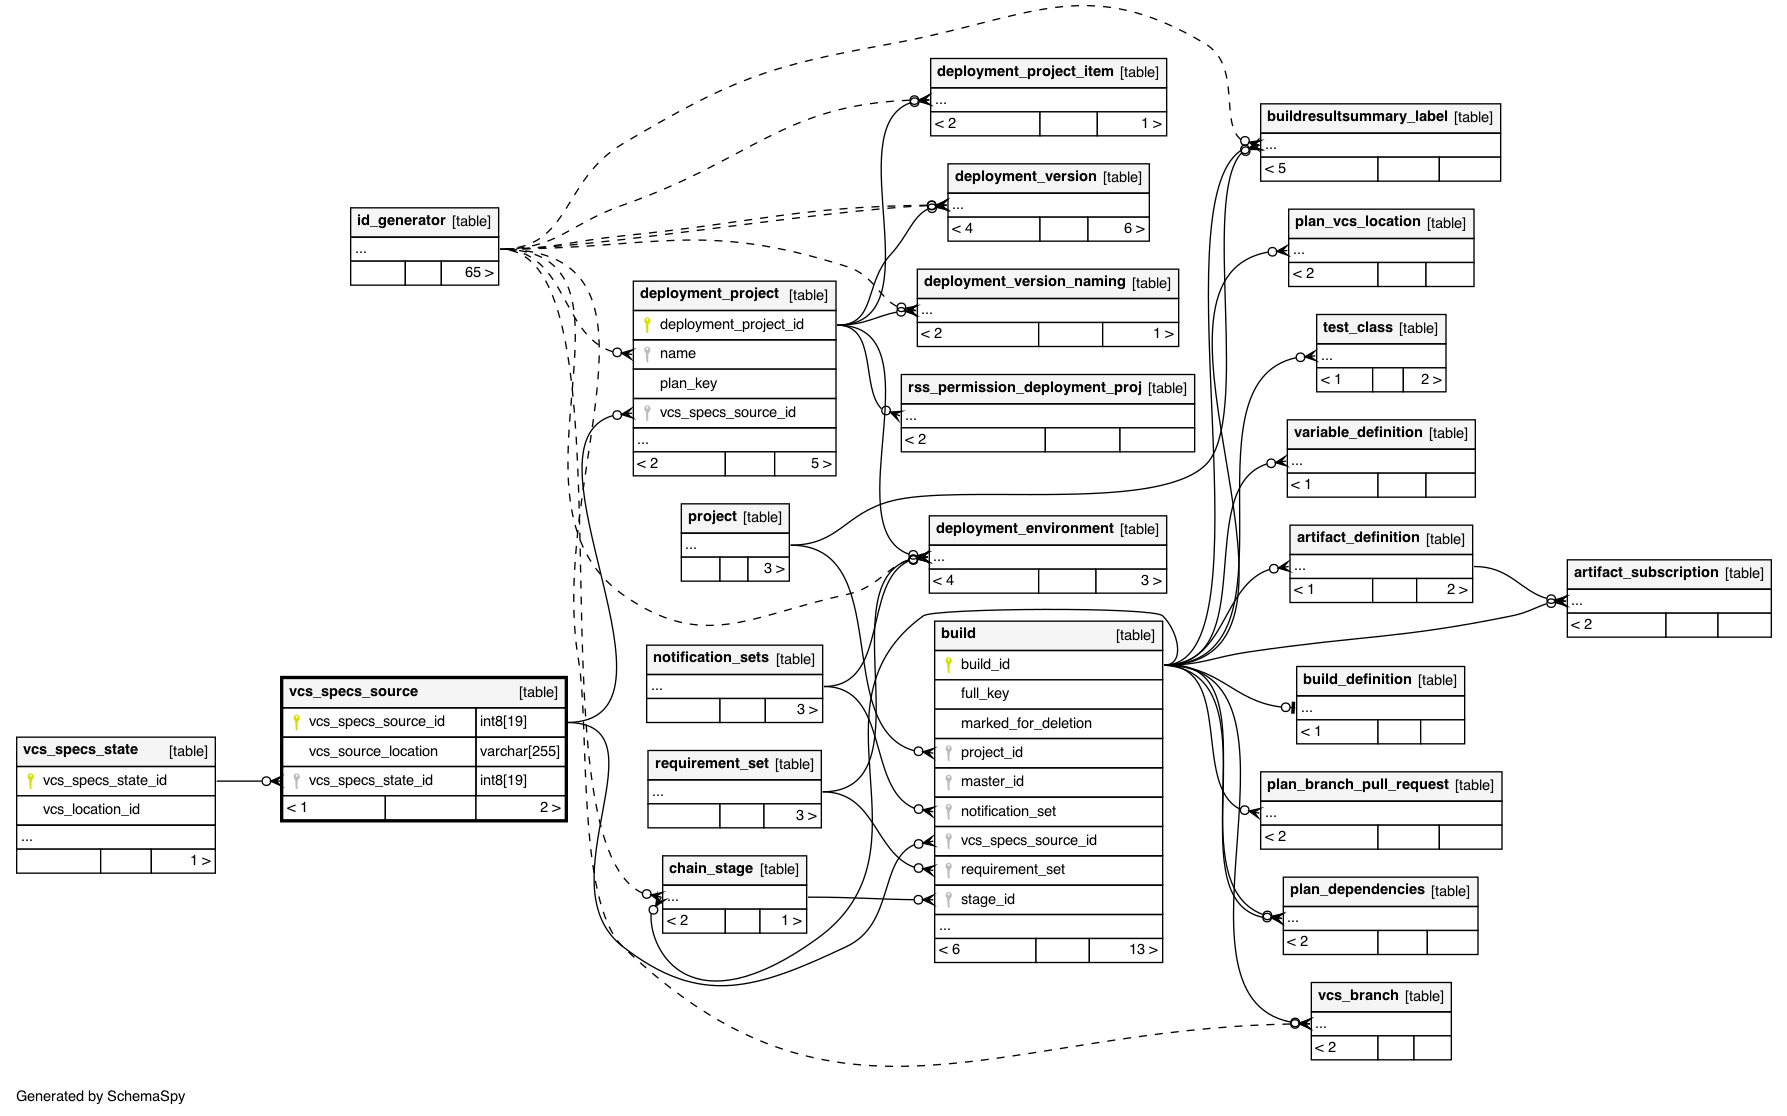 deployment_project_item [table]
...
< 2 1 >
buildresultsummary_label [table]
...
< 5
deployment_version [table]
...
< 4 6 >
id_generator [table]
...
65 >
plan_vcs_location [table]
...
< 2
deployment_version_naming [table]
...
< 2 1 >
deployment_project [table]
deployment_project_id
name
plan_key
vcs_specs_source_id
...
< 2 5 >
test_class [table]
...
< 1 2 >
rss_permission_deployment_proj [table]
...
< 2
variable_definition [table]
...
< 1
project [table]
...
3 >
deployment_environment [table]
...
< 4 3 >
artifact_definition [table]
...
< 1 2 >
artifact_subscription [table]
...
< 2
build [table]
build_id
full_key
marked_for_deletion
project_id
master_id
notification_set
vcs_specs_source_id
requirement_set
stage_id
...
< 6 13 >
notification_sets [table]
...
3 >
build_definition [table]
...
< 1
vcs_specs_source [table]
vcs_specs_source_id int8[19]
vcs_source_location varchar[255]
vcs_specs_state_id int8[19]
< 1 2 >
vcs_specs_state [table]
vcs_specs_state_id
vcs_location_id
...
1 >
requirement_set [table]
...
3 >
plan_branch_pull_request [table]
...
< 2
chain_stage [table]
...
< 2 1 >
plan_dependencies [table]
...
< 2
vcs_branch [table]
...
< 2
Generated by SchemaSpy